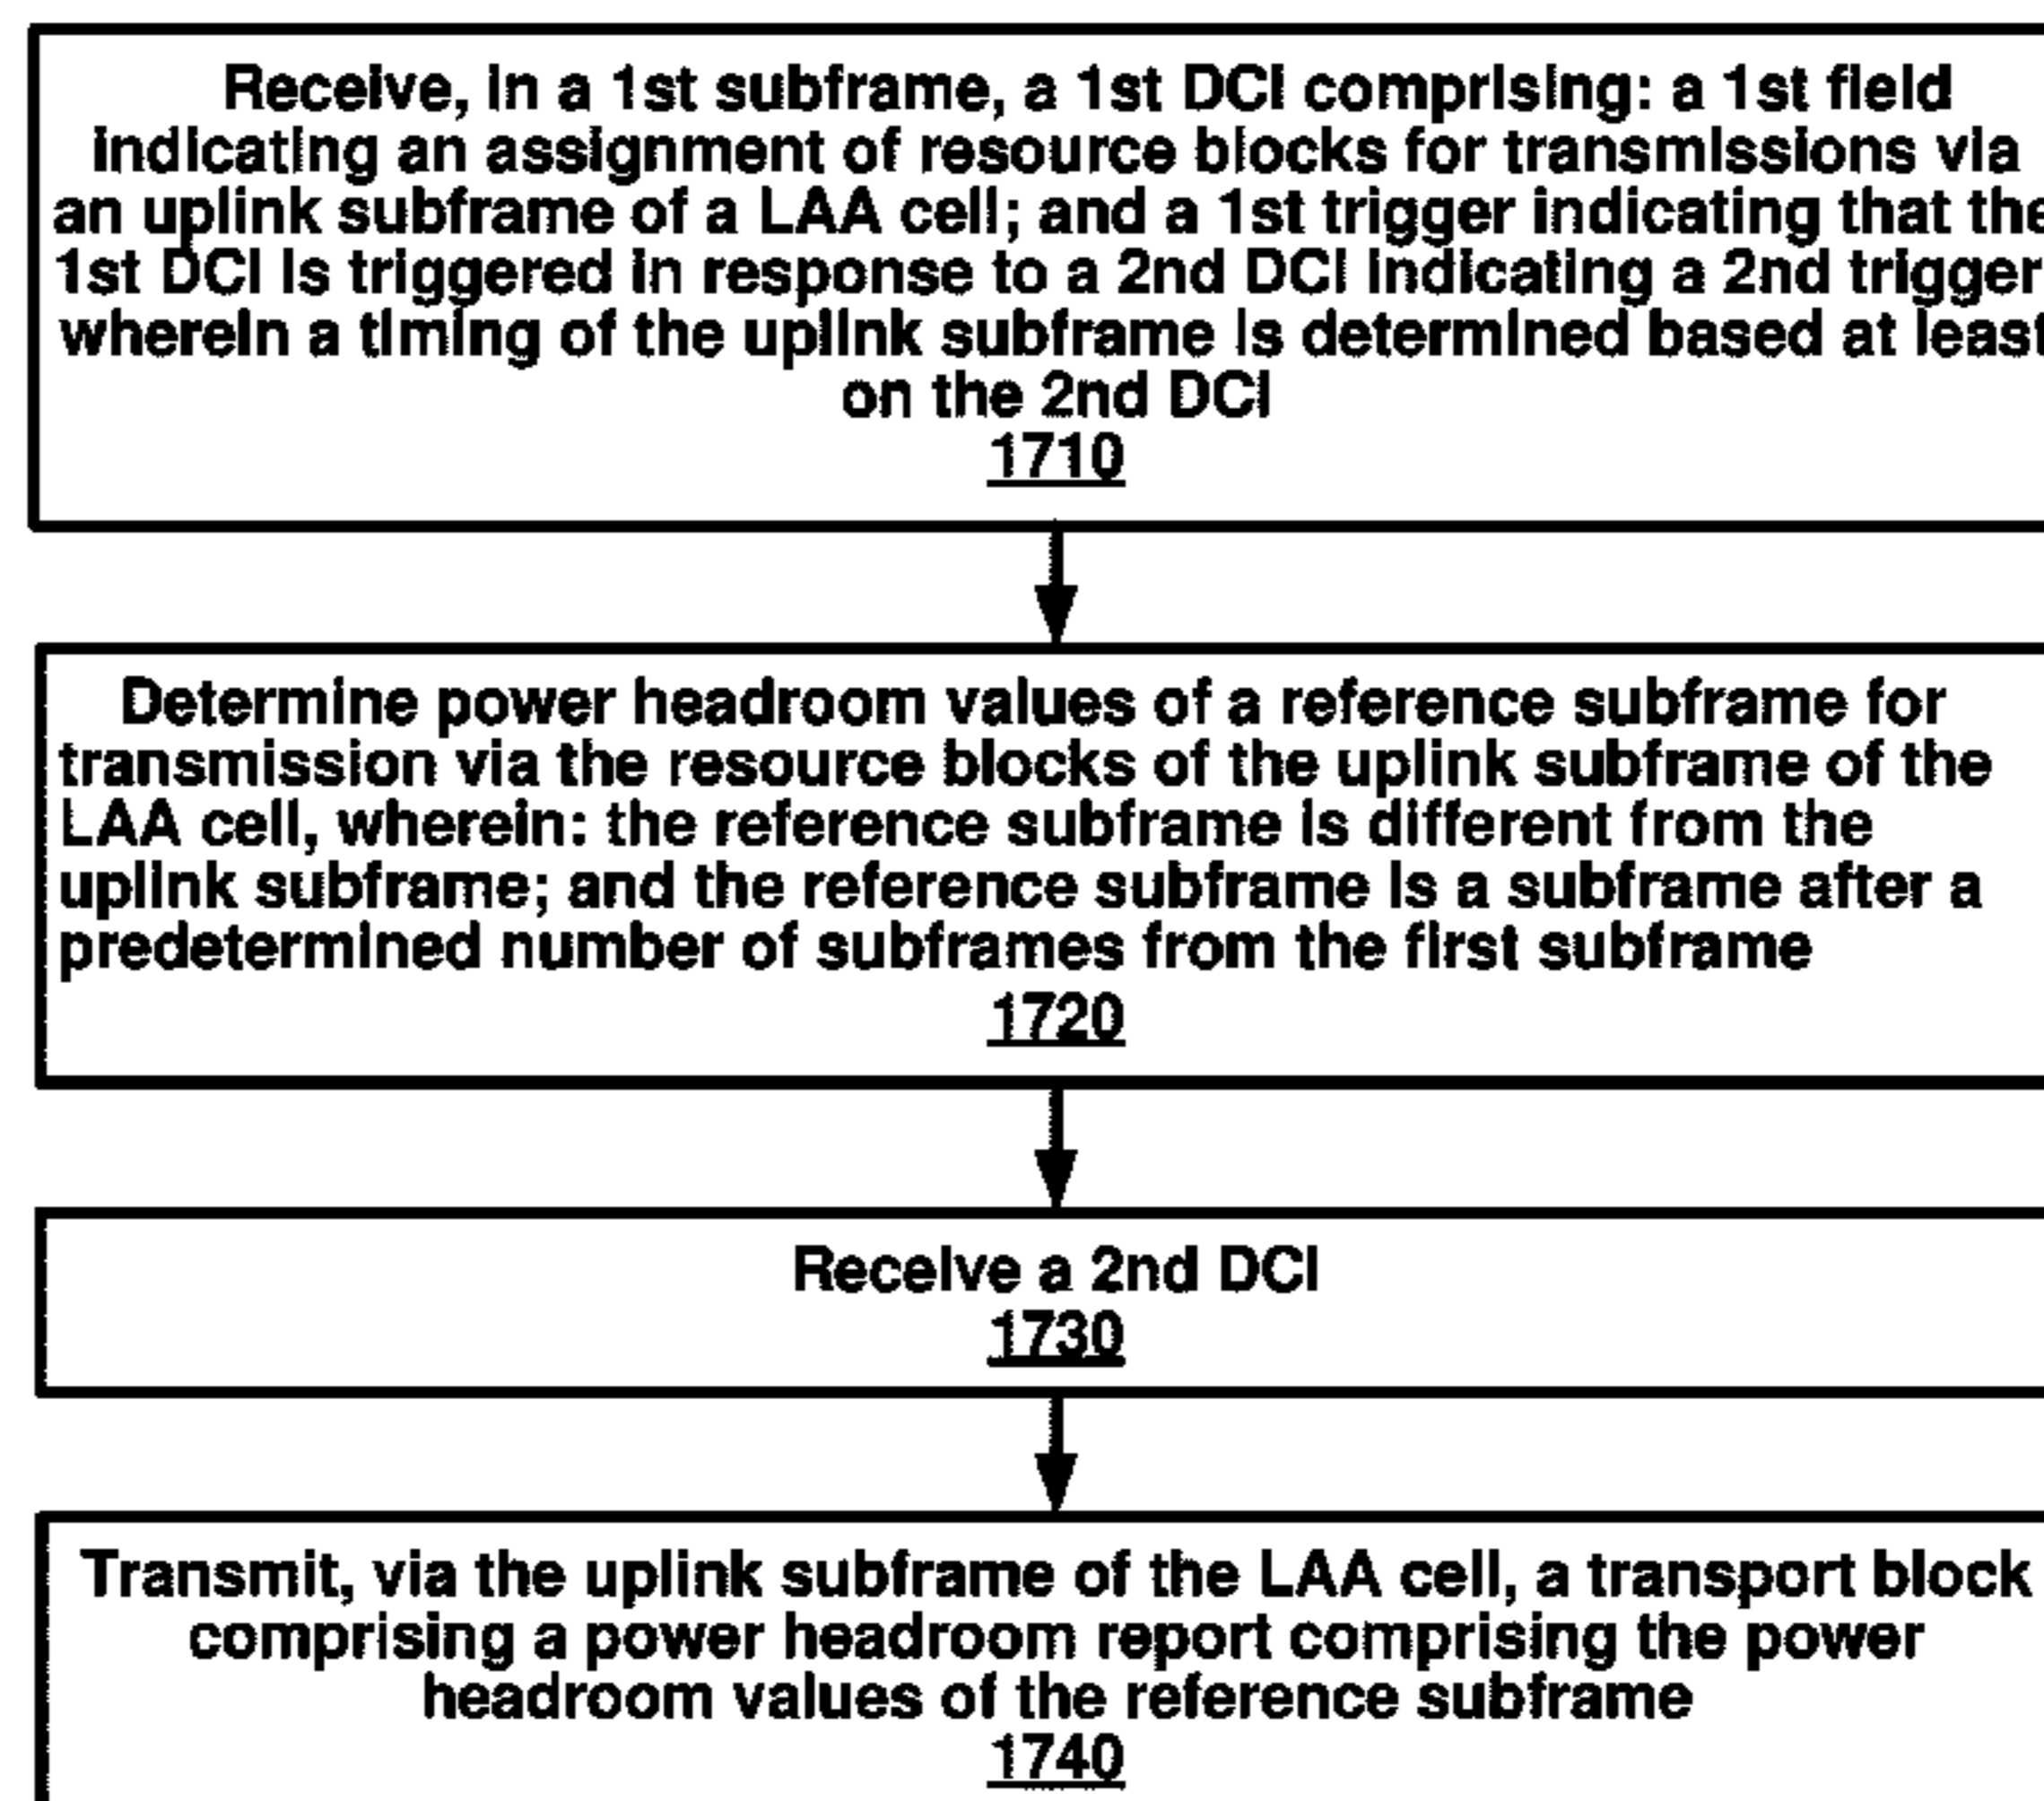 Receive, in a 1st subframe, a 1st DCI comprising: a 1st field
indicating an assignment of resource blocks for transmissions via
an uplink subframe of a LAA cell; and a 1st trigger indicating that the
1st DCI is triggered in response to a 2nd DCI indicating a 2nd trigger
wherein a timing of the uplink subframe is determined based at least
on the 2nd DCI
1710
Determine power headroom values of a reference subframe for
transmission via the resource blocks of the uplink subframe of the
LAA cell, wherein: the reference subframe is different from the
uplink subframe; and the reference subframe is a subframe after a
predetermined number of subframes from the first subframe
1720
Receive a 2nd DCI
1730
Transmit, via the uplink subframe of the LAA cell, a transport block
comprising a power headroom report comprising the power
headroom values of the reference subframe
1740